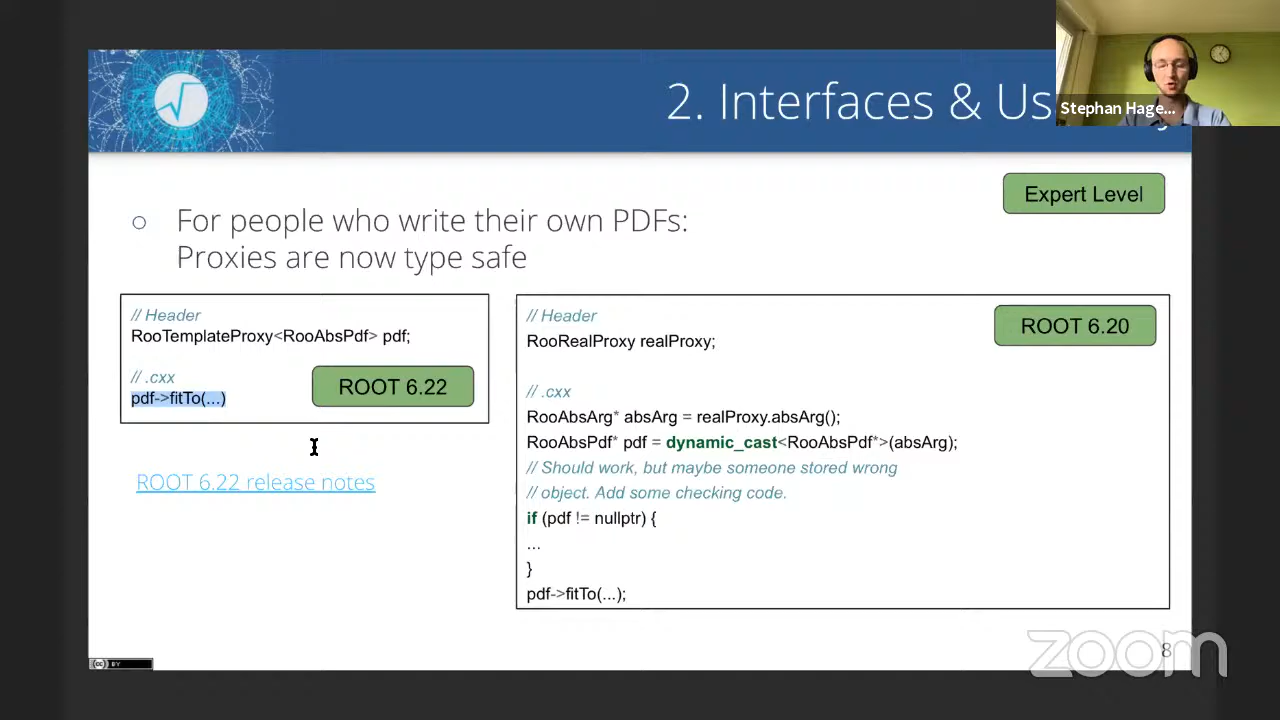 2. Interfaces & Us
Stephan Hage...
Expert Level
○ For people who write their own PDFs:
Proxies are now type safe
// Header
RooTemplateProxy<RooAbsPdf> pdf;
// .cxx
pdf->fitTo(...)
ROOT 6.22
ROOT 6.22 release notes
// Header
RooRealProxy realProxy;
ROOT 6.20
// .cxx
RooAbsArg* absArg = realProxy.absArg();
RooAbsPdf* pdf = dynamic_cast<RooAbsPdf*>(absArg);
// Should work, but maybe someone stored wrong
// object. Add some checking code.
if (pdf != nullptr) {
...
}
pdf->fitTo(...);
zoom
8
cc BY